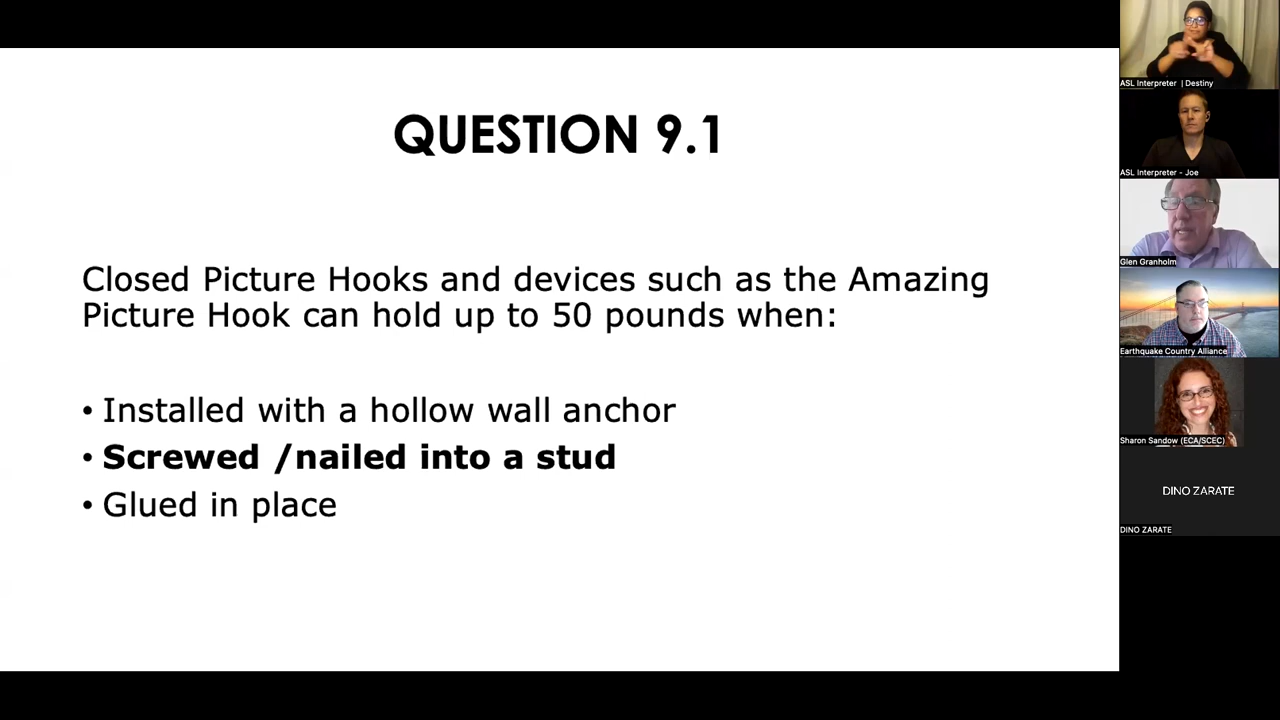 QUESTION 9.1
Closed Picture Hooks and devices such as the Amazing
Picture Hook can hold up to 50 pounds when:
• Installed with a hollow wall anchor
• Screwed /nailed into a stud
• Glued in place
ASL Interpreter | Destiny
ASL Interpreter - Joe
Glen Granholm
Earthquake Country Alliance
Sharon Sandow (ECA/SCEC)
DINO ZARATE
DINO ZARATE